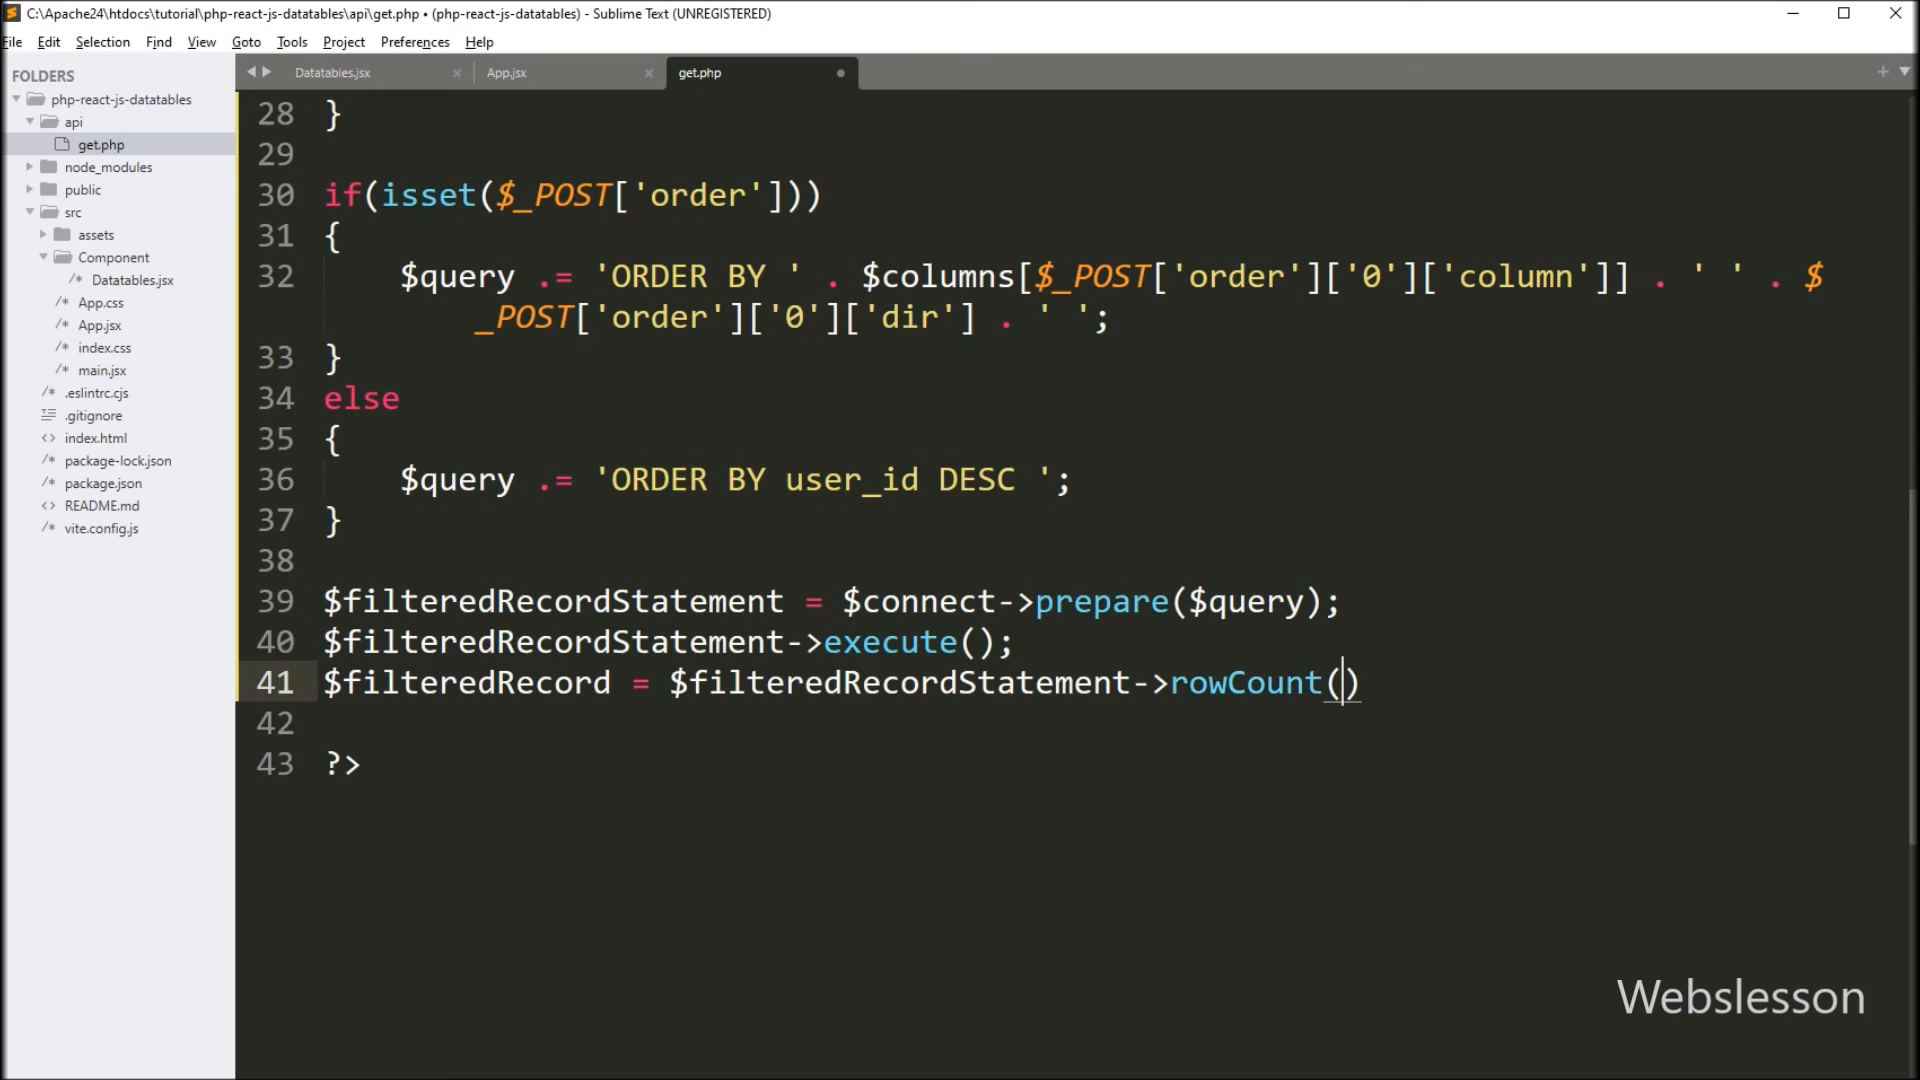 C:\Apache24\htdocs\tutorial\php-react-js-datatables\api\get.php • (php-react-js-datatables) - Sublime Text (UNREGISTERED)
File Edit Selection Find View Goto Tools Project Preferences Help
FOLDERS
php-react-js-datatables
api
get.php
node_modules
public
src
assets
Component
/* Datatables.jsx
/* App.css
/* App.jsx
/* index.css
/* main.jsx
/* .eslintrc.cjs
.gitignore
<> index.html
/* package-lock.json
/* package.json
<> README.md
/* vite.config.js
Datatables.jsx × App.jsx × get.php
28 }
29
30 if(isset($_POST['order']))
31 {
32 $query .= 'ORDER BY ' . $columns[$_POST['order']['0']['column']] . ' ' . $
_POST['order']['0']['dir'] . ' ';
33 }
34 else
35 {
36 $query .= 'ORDER BY user_id DESC ';
37 }
38
39 $filteredRecordStatement = $connect->prepare($query);
40 $filteredRecordStatement->execute();
41 $filteredRecord = $filteredRecordStatement->rowCount()
42
43 ?>
Webslesson